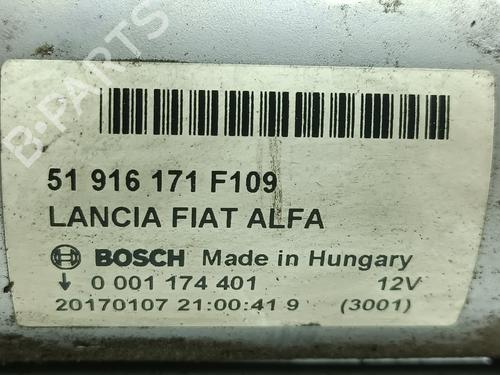 B-PARTS
51 916 171 F109
LANCIA FIAT ALFA
BOSCH Made in Hungary
0 001 174 401 12V
20170107 21:00:41 9 (3001)